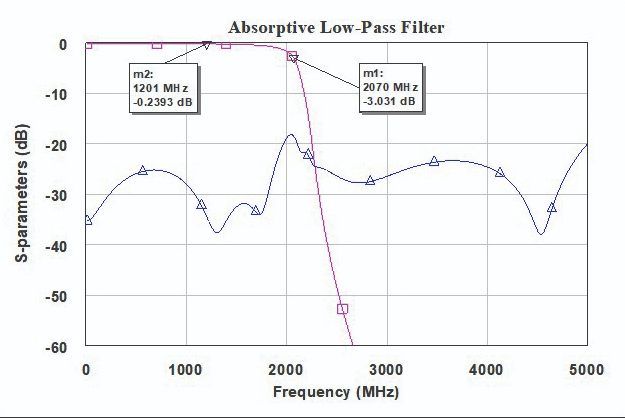 Absorptive Low-Pass Filter
0
-10
-20
-30
-40
-50
-60
S-parameters (dB)
m2:
1201 MHz
-0.2393 dB
m1:
2070 MHz
-3.031 dB
0 1000 2000 3000 4000 5000
Frequency (MHz)